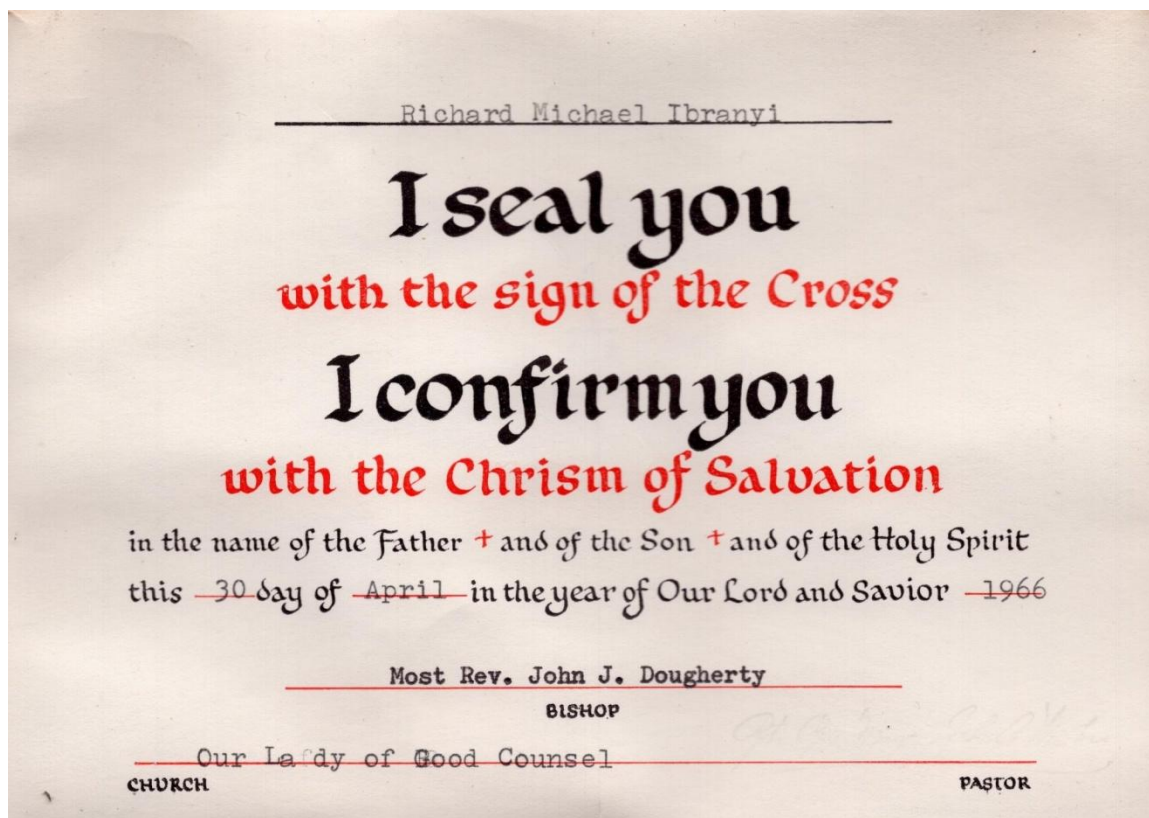 Richard Michael Ibranyi
I seal you
with the sign of the Cross
I confirm you
with the Chrism of Salvation
in the name of the Father + and of the Son + and of the Holy Spirit
this 30 day of April in the year of Our Lord and Savior 1966
Most Rev. John J. Dougherty
BISHOP
Our Lady of Good Counsel
CHURCH PASTOR